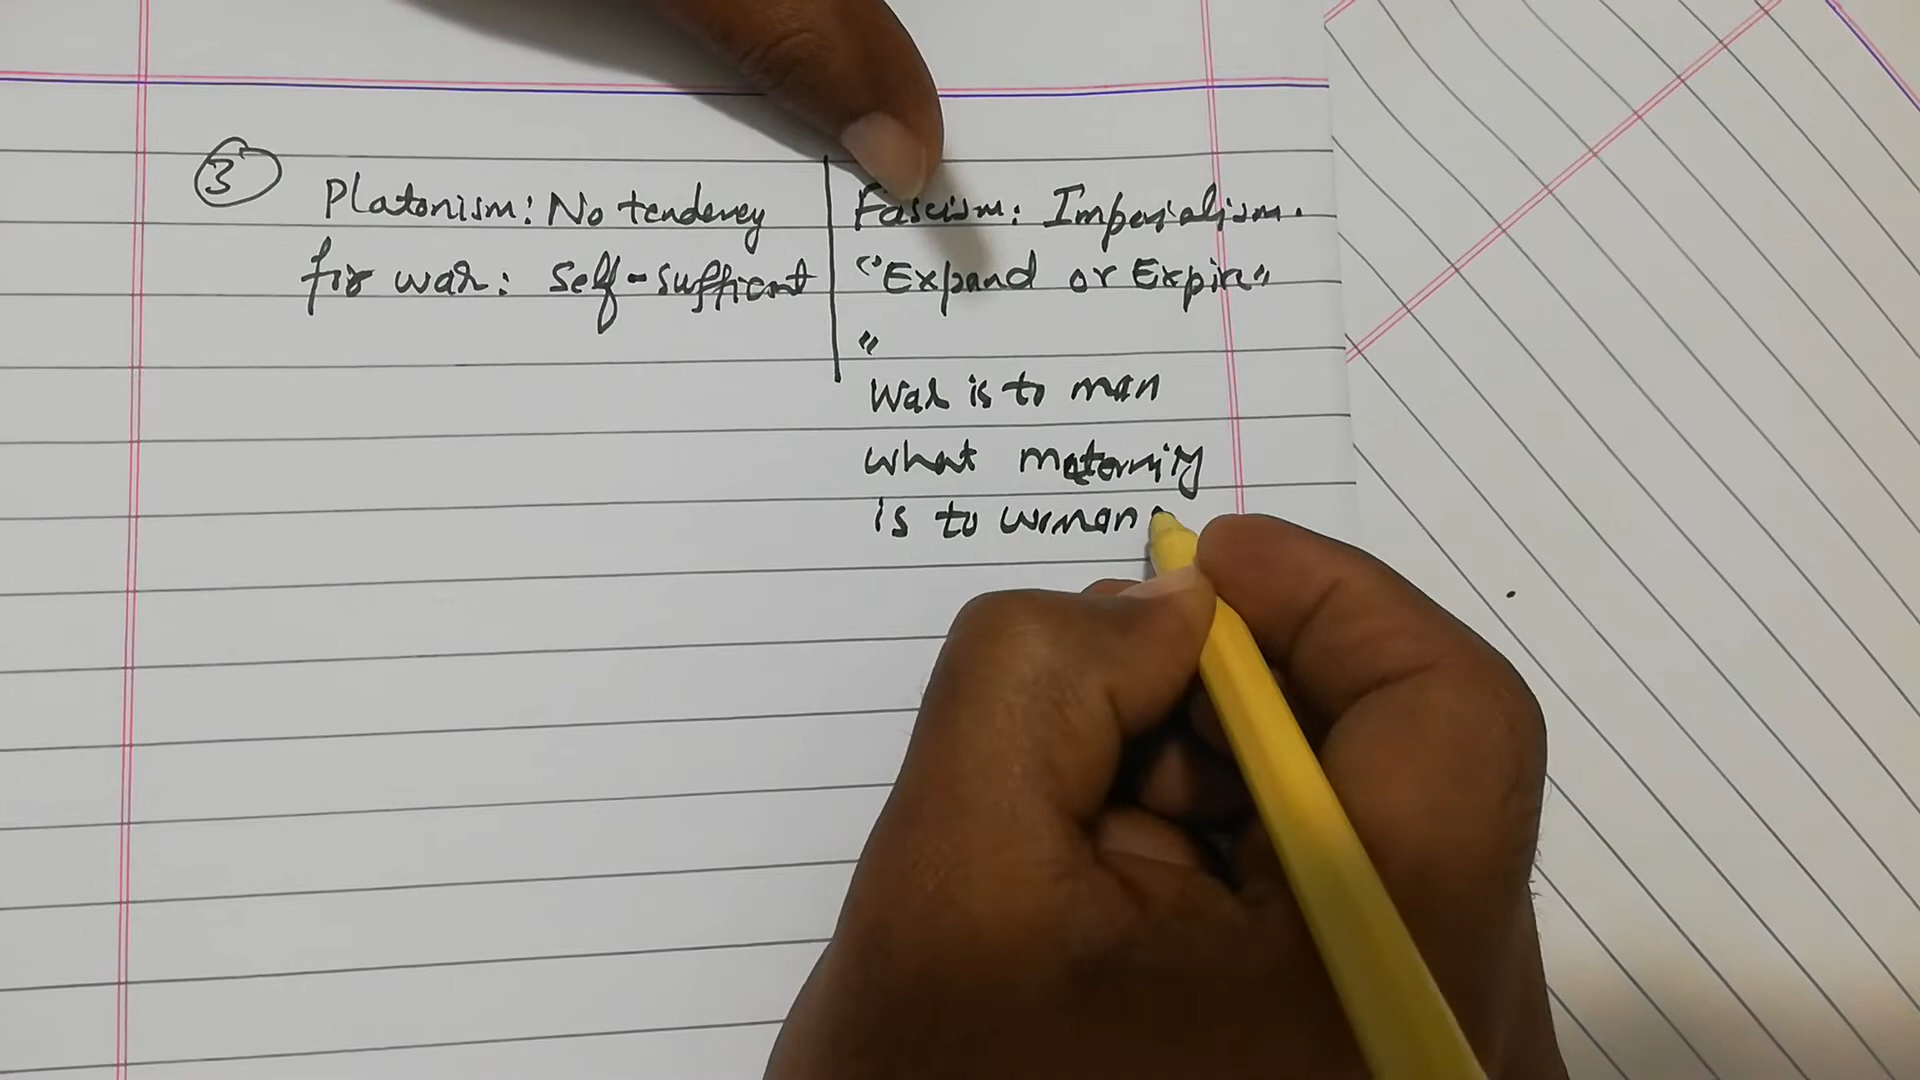 3
Platonism: No tendency
for war: self-sufficent
Fascism: Imperialism.
"Expand or Expire"
"
War is to man
what maternity
is to woman